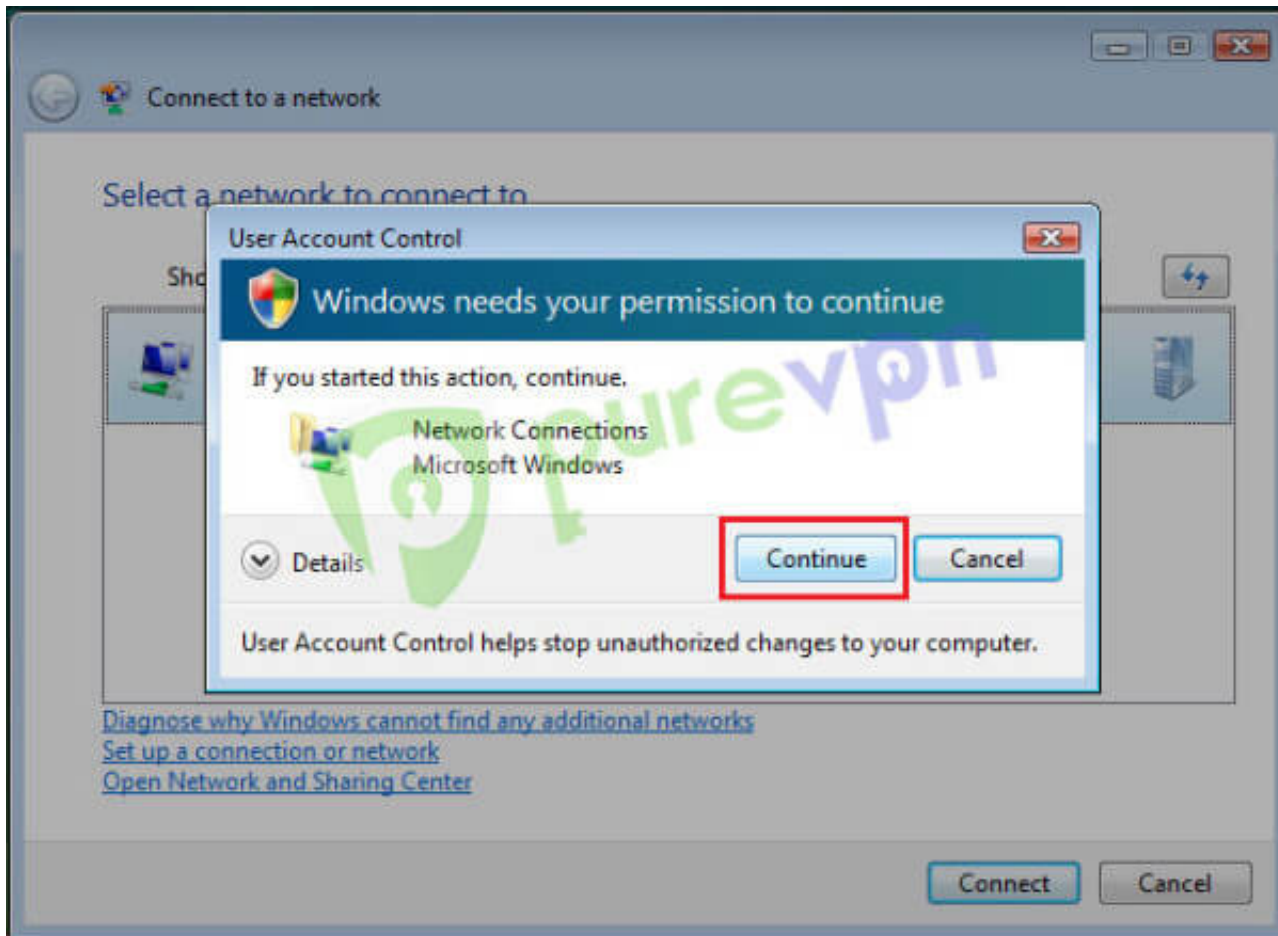 Connect to a network
Select a network to connect to
Sho
User Account Control
Windows needs your permission to continue
If you started this action, continue.
Network Connections
Microsoft Windows
purevpn
Details
Continue
Cancel
User Account Control helps stop unauthorized changes to your computer.
Diagnose why Windows cannot find any additional networks
Set up a connection or network
Open Network and Sharing Center
Connect
Cancel